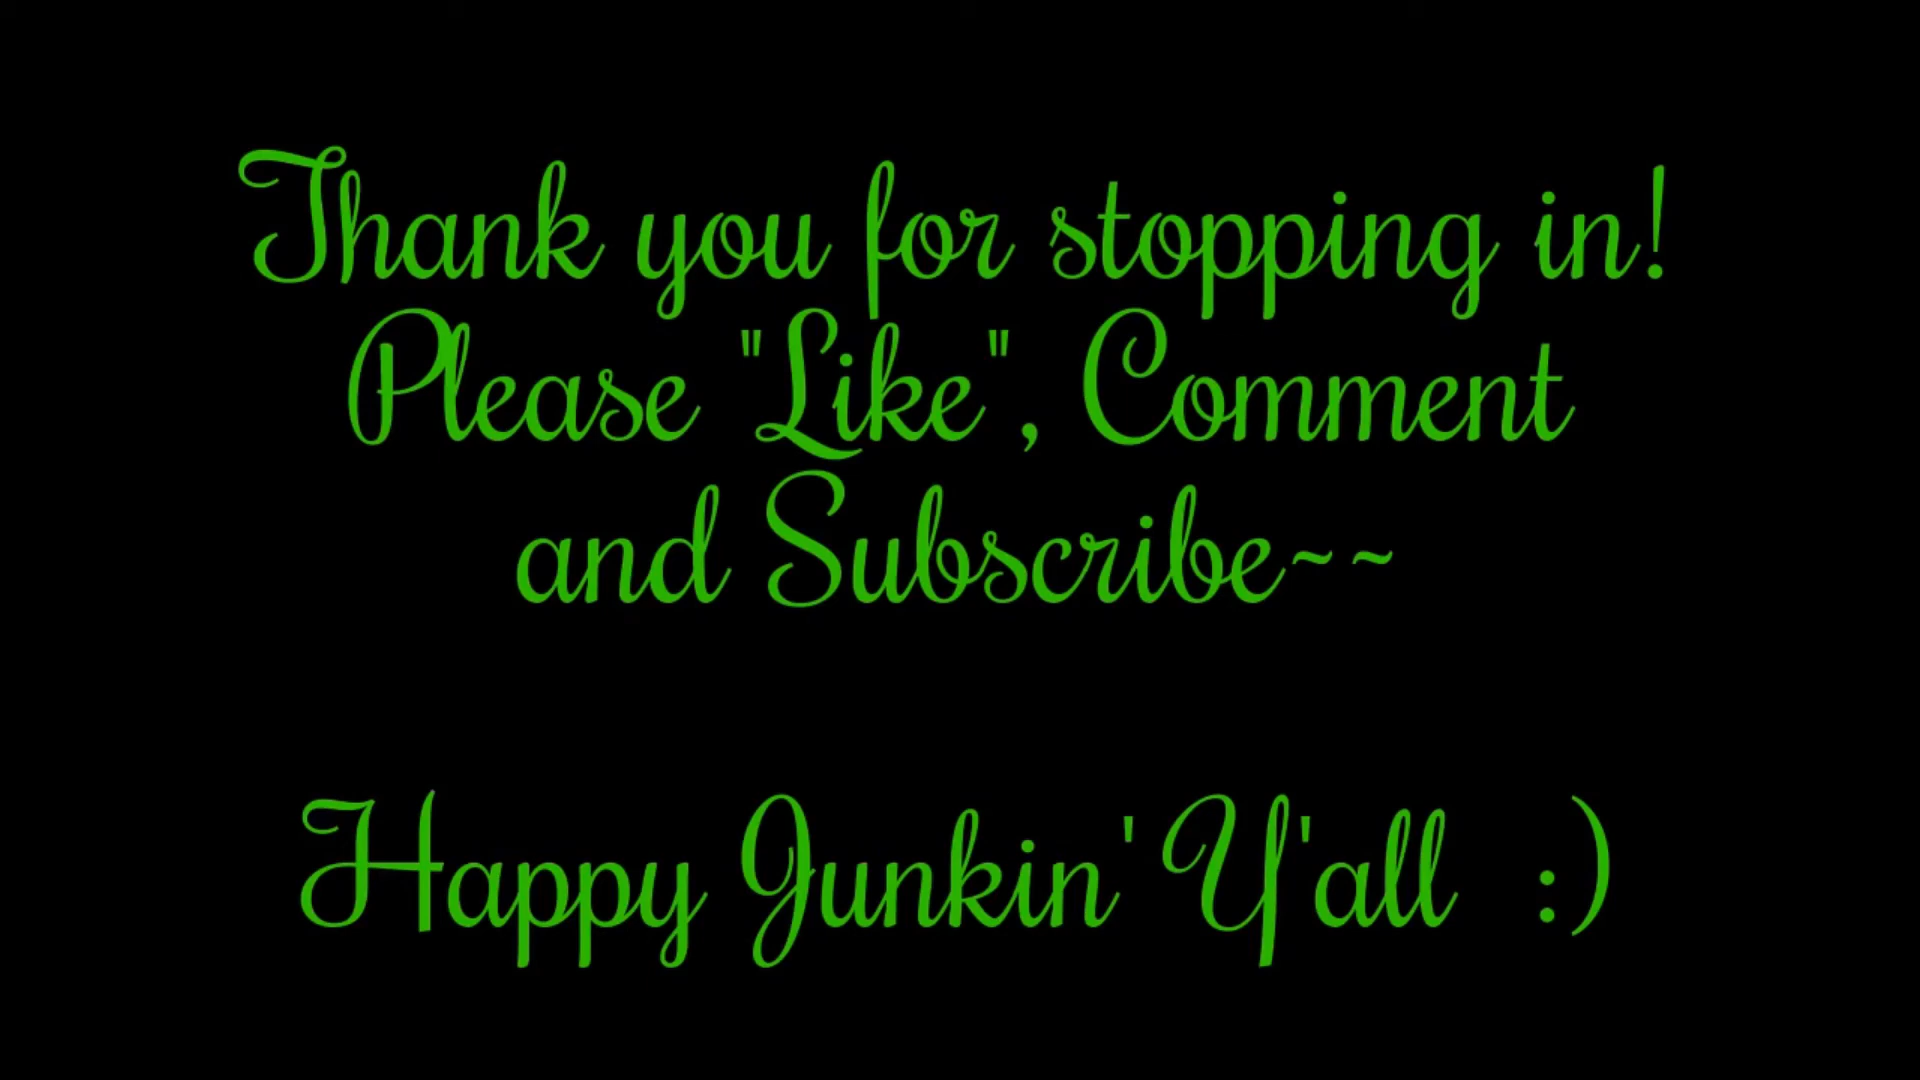 Thank you for stopping in!
Please "Like", Comment
and Subscribe~~
Happy Junkin' Y'all :)